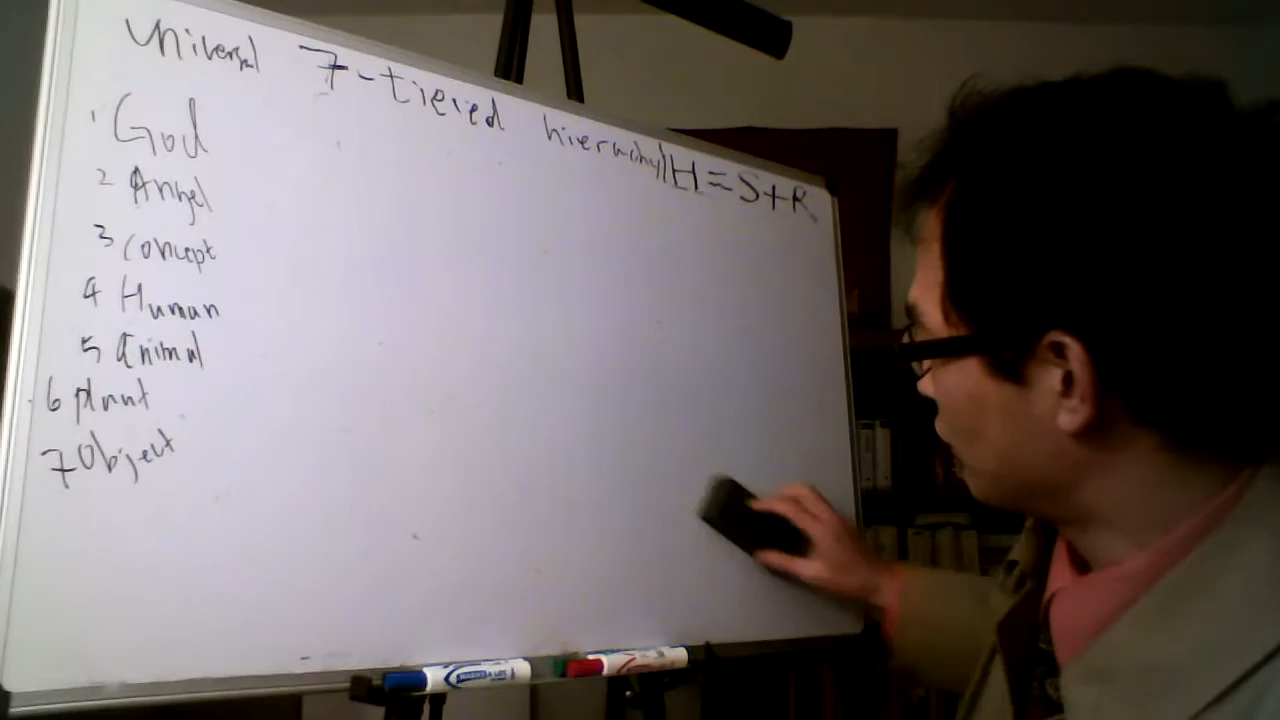 Universal 7-tiered hierarchy H=S+R
1 God
2 Angel
3 concept
4 Human
5 Animal
6 plant
7 Object